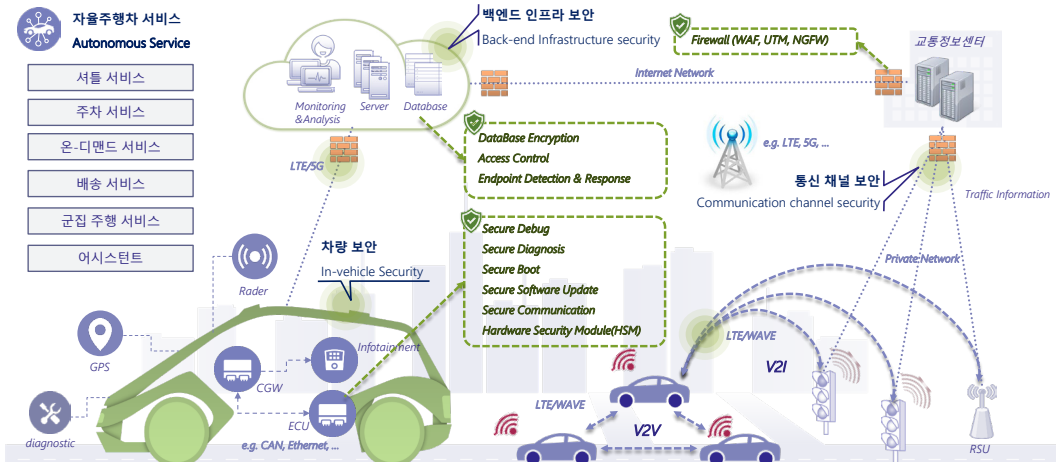 자율주행차 서비스
Autonomous Service
셔틀 서비스
주차 서비스
온-디맨드 서비스
배송 서비스
군집 주행 서비스
어시스턴트
백엔드 인프라 보안
Back-end Infrastructure security
Monitoring
&Analysis
Server
Database
Firewall (WAF, UTM, NGFW)
교통정보센터
Internet Network
LTE/5G
DataBase Encryption
Access Control
Endpoint Detection & Response
e.g. LTE, 5G, ...
통신 채널 보안
Communication channel security
Traffic Information
Private Network
차량 보안
In-vehicle Security
Secure Debug
Secure Diagnosis
Secure Boot
Secure Software Update
Secure Communication
Hardware Security Module(HSM)
Rader
GPS
diagnostic
CGW
Infotainment
ECU
e.g. CAN, Ethernet, ...
LTE/WAVE
V2I
LTE/WAVE
V2V
RSU